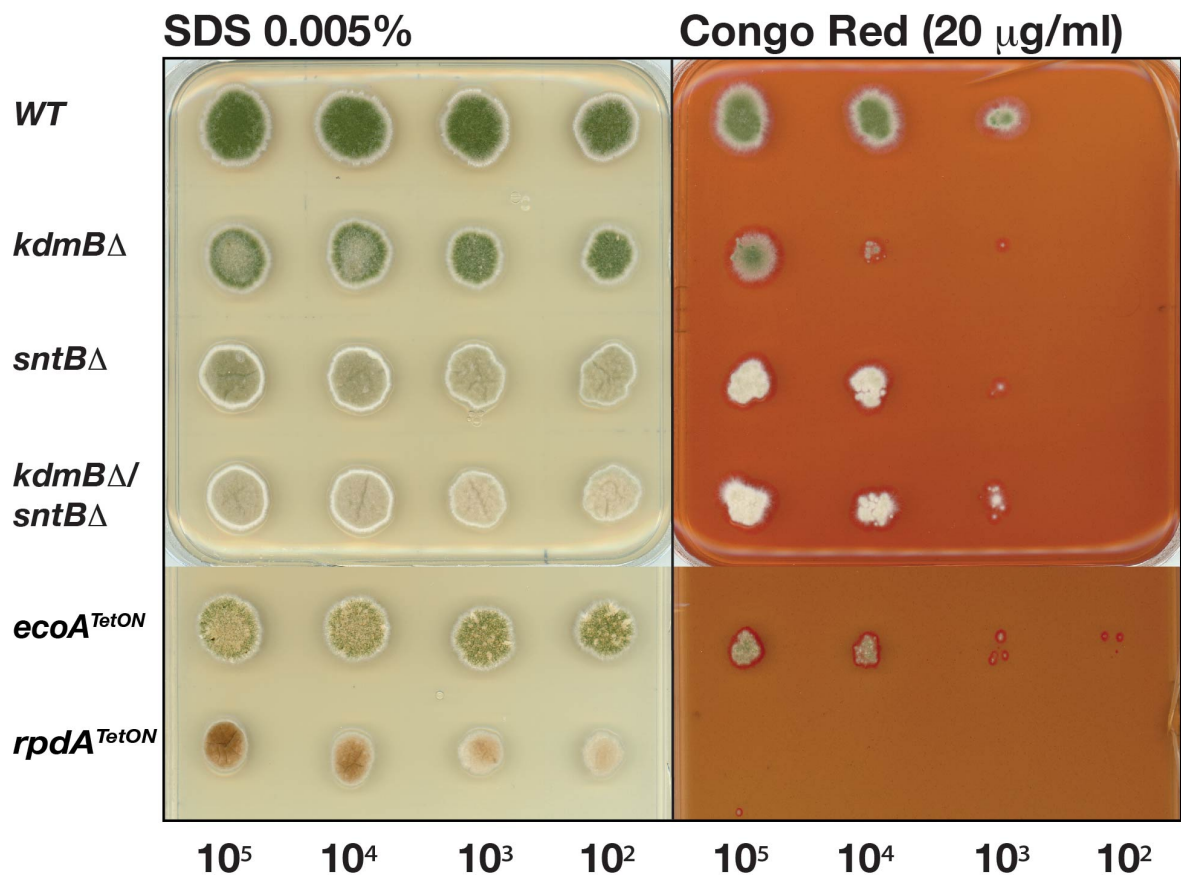 SDS 0.005% Congo Red (20 μg/ml)
WT
kdmBΔ
sntBΔ
kdmBΔ/
sntBΔ
ecoA^TetON
rpdA^TetON
10⁵ 10⁴ 10³ 10² 10⁵ 10⁴ 10³ 10²